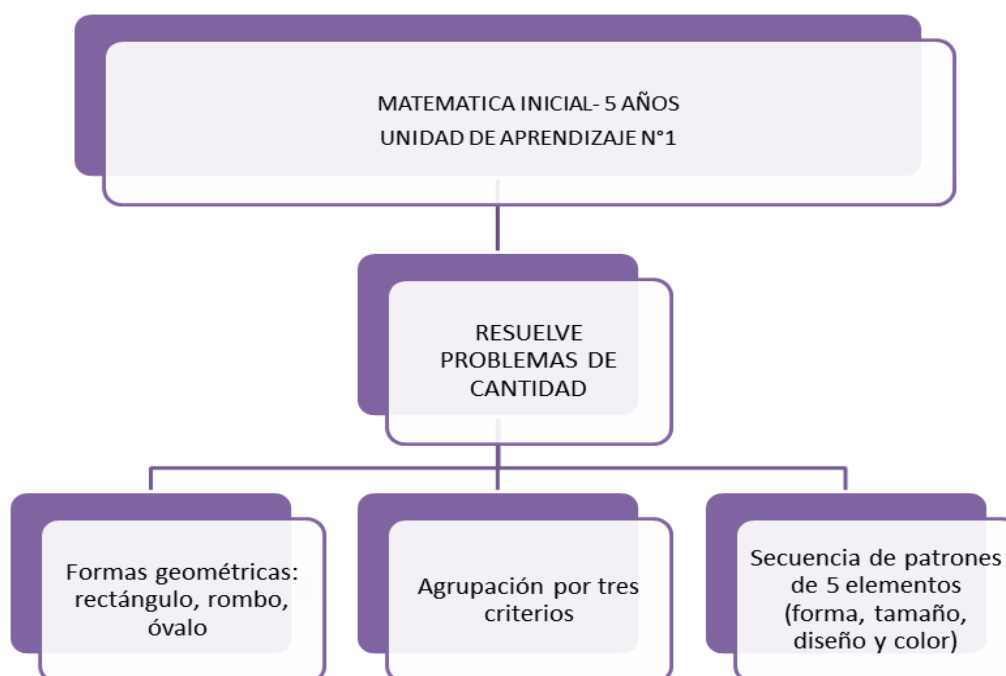 MATEMATICA INICIAL- 5 AÑOS
UNIDAD DE APRENDIZAJE N°1
RESUELVE
PROBLEMAS DE
CANTIDAD
Formas geométricas:
rectángulo, rombo,
óvalo
Agrupación por tres
criterios
Secuencia de patrones
de 5 elementos
(forma, tamaño,
diseño y color)